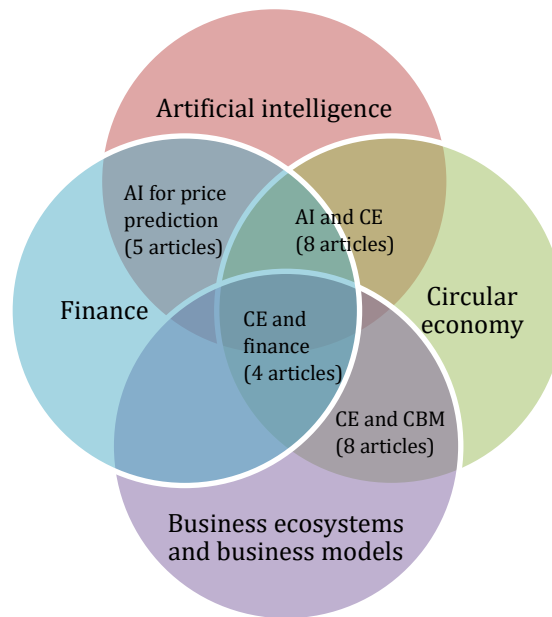 Artificial intelligence
AI for price
prediction
(5 articles)
AI and CE
(8 articles)
Finance
CE and
finance
(4 articles)
Circular
economy
CE and CBM
(8 articles)
Business ecosystems
and business models